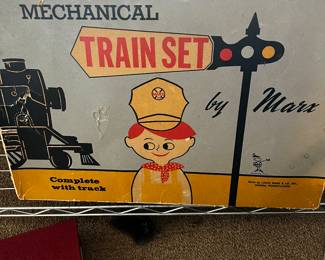 MECHANICAL
TRAIN SET
by Marx
Complete
with track